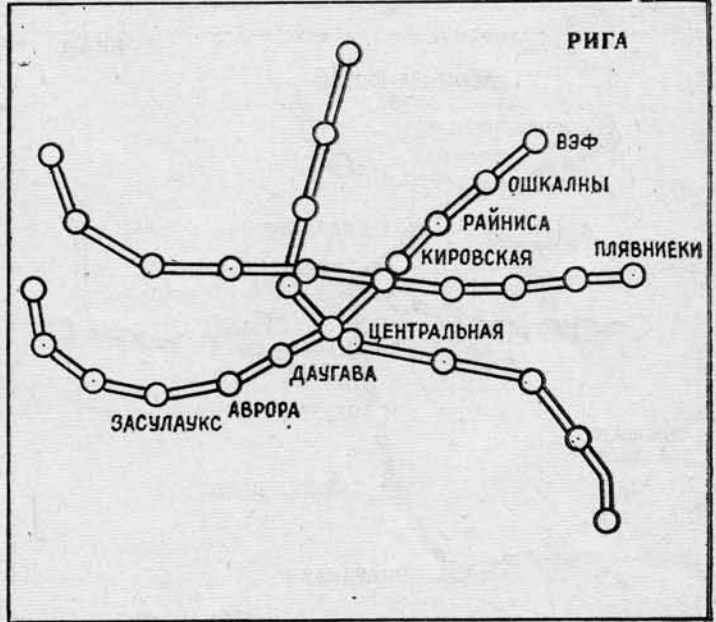 РИГА
ВЭФ
ОШКАЛНЫ
РАЙНИСА
КИРОВСКАЯ
ПЛЯВНИЕКИ
ЦЕНТРАЛЬНАЯ
ДАУГАВА
АВРОРА
ЗАСУЛАУКС